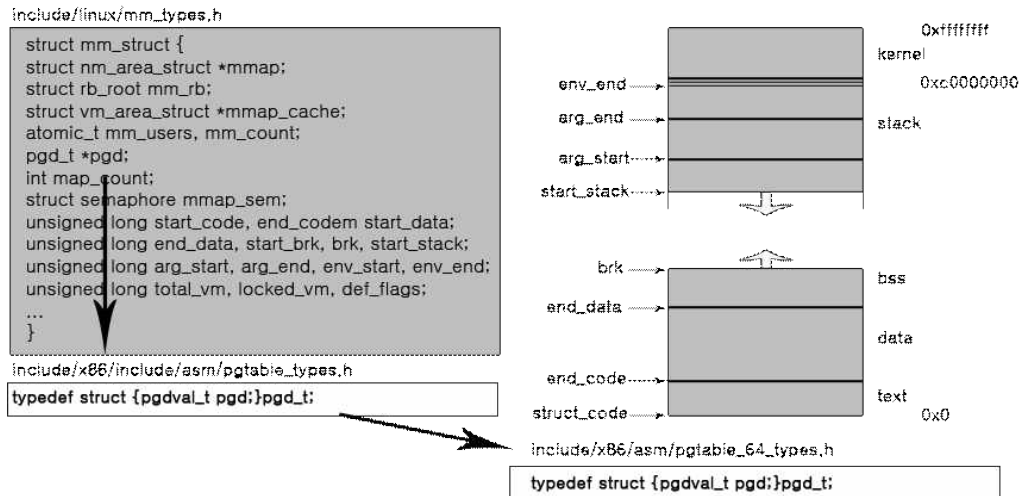 include/linux/mm_types.h
struct mm_struct {
struct nm_area_struct *mmap;
struct rb_root mm_rb;
struct vm_area_struct *mmap_cache;
atomic_t mm_users, mm_count;
pgd_t *pgd;
int map_count;
struct semaphore mmap_sem;
unsigned long start_code, end_codem start_data;
unsigned long end_data, start_brk, brk, start_stack;
unsigned long arg_start, arg_end, env_start, env_end;
unsigned long total_vm, locked_vm, def_flags;
...
}
include/x86/include/asm/pgtable_types.h
typedef struct {pgdval_t pgd;}pgd_t;
0xffffffff
kernel
env_end
0xc0000000
arg_end
stack
arg_start
start_stack
brk
bss
end_data
data
end_code
text
struct_code
0x0
include/x86/asm/pgtabie_64_types.h
typedef struct {pgdval_t pgd;}pgd_t;